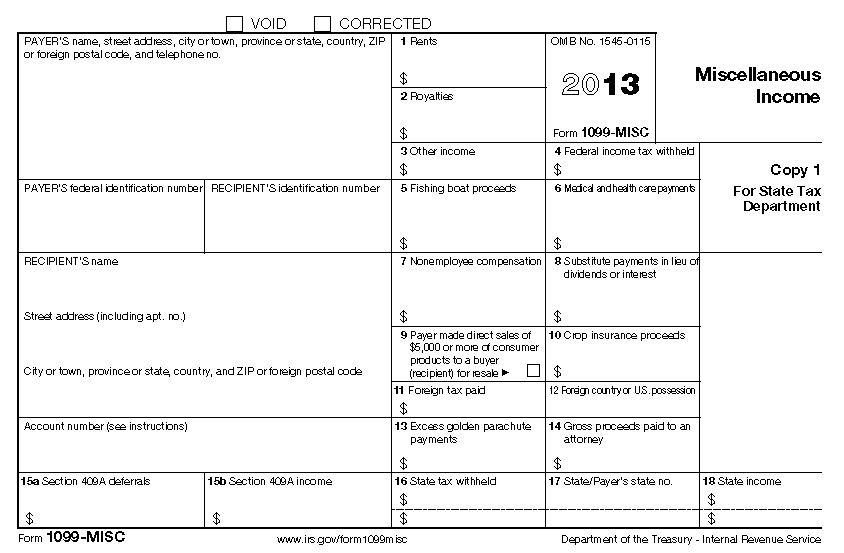 VOID CORRECTED
PAYER'S name, street address, city or town, province or state, country, ZIP
or foreign postal code, and telephone no.
1 Rents
$
2 Royalties
$
OMB No. 1545-0115
2013
Form 1099-MISC
Miscellaneous
Income
3 Other income
$
4 Federal income tax withheld
$
Copy 1
For State Tax
Department
PAYER'S federal identification number
RECIPIENT'S identification number
5 Fishing boat proceeds
$
6 Medical and health care payments
$
RECIPIENT'S name
Street address (including apt. no.)
City or town, province or state, country, and ZIP or foreign postal code
7 Nonemployee compensation
$
8 Substitute payments in lieu of
dividends or interest
$
9 Payer made direct sales of
$5,000 or more of consumer
products to a buyer
(recipient) for resale ►
10 Crop insurance proceeds
$
11 Foreign tax paid
$
12 Foreign country or U.S. possession
Account number (see instructions)
13 Excess golden parachute
payments
$
14 Gross proceeds paid to an
attorney
$
15a Section 409A deferrals
$
15b Section 409A income
$
16 State tax withheld
$
$
17 State/Payer's state no.
18 State income
$
$
Form 1099-MISC
www.irs.gov/form1099misc
Department of the Treasury - Internal Revenue Service